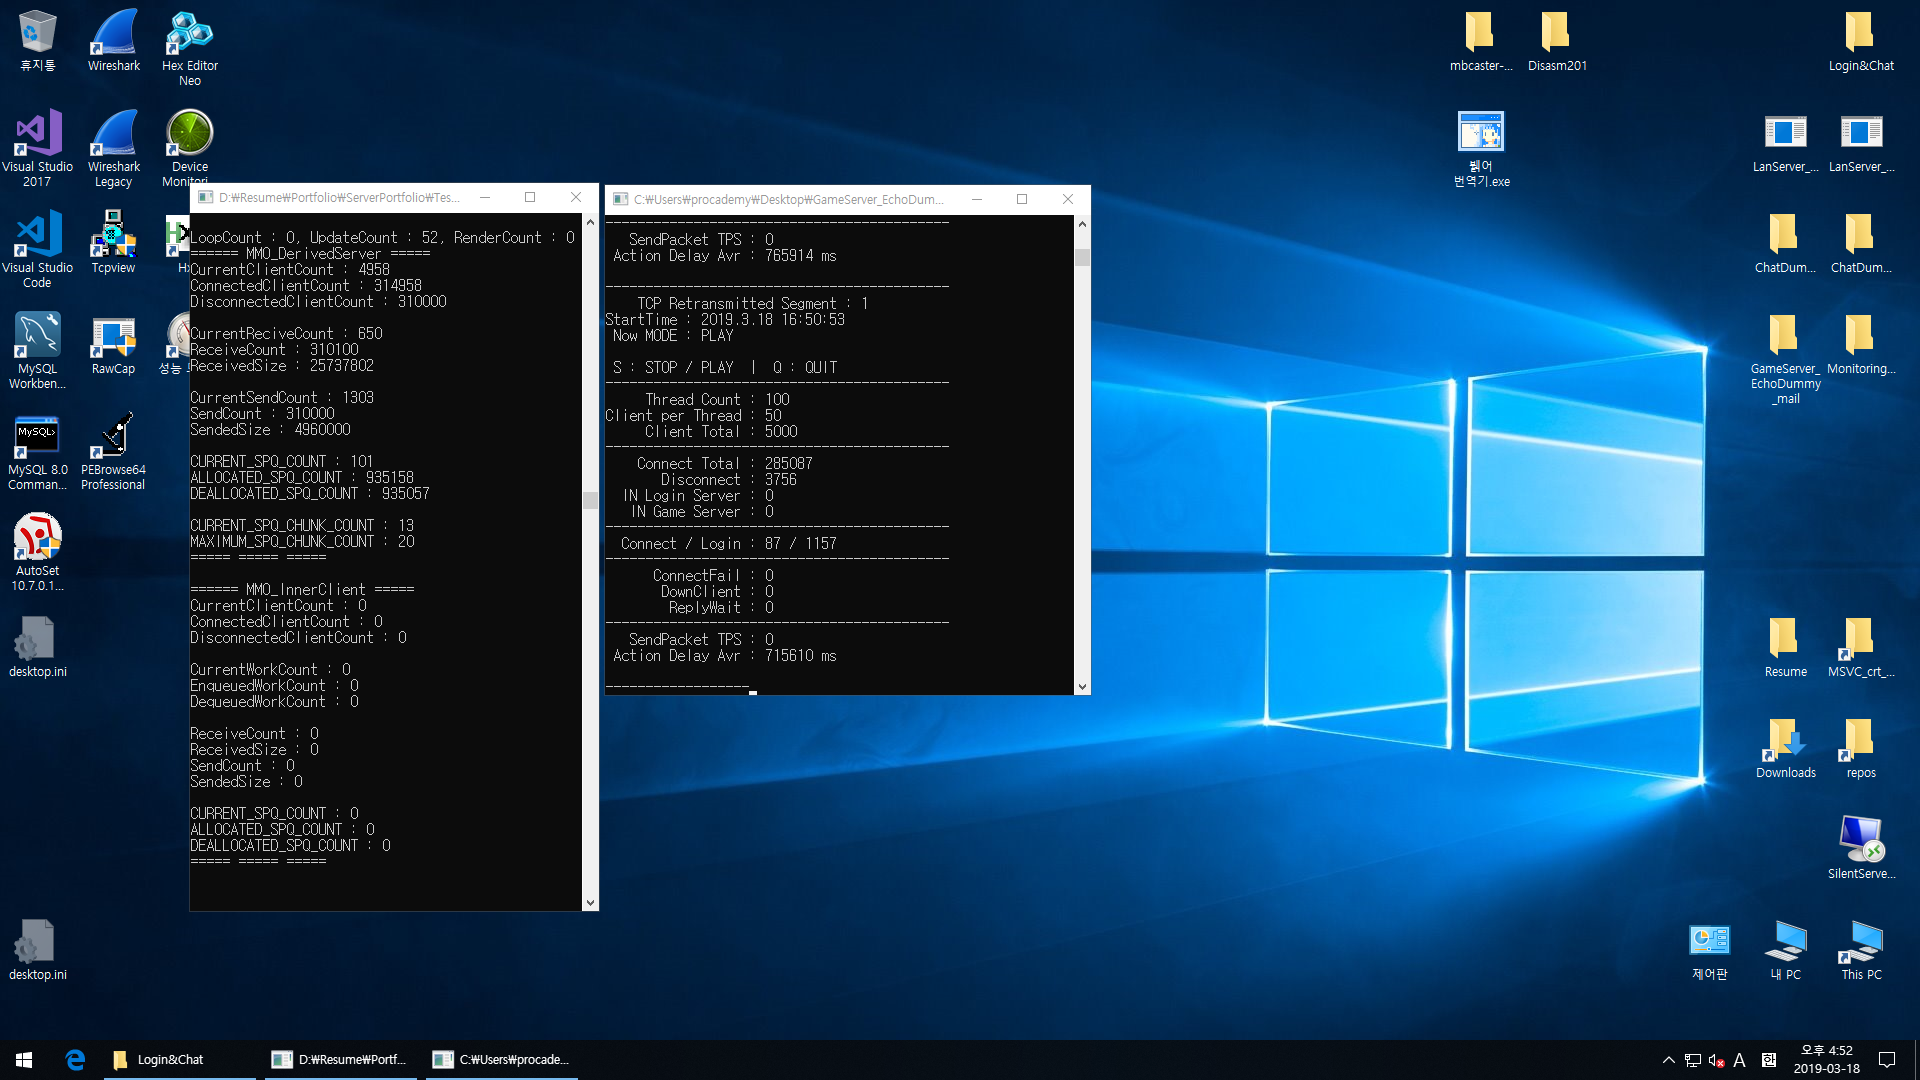 휴지통
Wireshark
Hex Editor
Neo
Visual Studio
2017
Wireshark
Legacy
Device
Monitori...
Visual Studio
Code
Tcpview
MySQL
Workben...
RawCap
MySQL 8.0
Comman...
PEBrowse64
Professional
AutoSet
10.7.0.1...
desktop.ini
desktop.ini
D:₩Resume₩Portfolio₩ServerPortfolio₩Tes...
LoopCount : 0, UpdateCount : 52, RenderCount : 0
====== MMO_DerivedServer =====
CurrentClientCount : 4958
ConnectedClientCount : 314958
DisconnectedClientCount : 310000
CurrentReciveCount : 650
ReceiveCount : 310100
ReceivedSize : 25737802
CurrentSendCount : 1303
SendCount : 310000
SendedSize : 4960000
CURRENT_SPQ_COUNT : 101
ALLOCATED_SPQ_COUNT : 935158
DEALLOCATED_SPQ_COUNT : 935057
CURRENT_SPQ_CHUNK_COUNT : 13
MAXIMUM_SPQ_CHUNK_COUNT : 20
===== ===== =====
====== MMO_InnerClient =====
CurrentClientCount : 0
ConnectedClientCount : 0
DisconnectedClientCount : 0
CurrentWorkCount : 0
EnqueuedWorkCount : 0
DequeuedWorkCount : 0
ReceiveCount : 0
ReceivedSize : 0
SendCount : 0
SendedSize : 0
CURRENT_SPQ_COUNT : 0
ALLOCATED_SPQ_COUNT : 0
DEALLOCATED_SPQ_COUNT : 0
===== ===== =====
C:₩Users₩procademy₩Desktop₩GameServer_EchoDum...
-------------------------------------------
SendPacket TPS : 0
Action Delay Avr : 765914 ms
-------------------------------------------
TCP Retransmitted Segment : 1
StartTime : 2019.3.18 16:50:53
Now MODE : PLAY
S : STOP / PLAY | Q : QUIT
-------------------------------------------
Thread Count : 100
Client per Thread : 50
Client Total : 5000
-------------------------------------------
Connect Total : 285087
Disconnect : 3756
IN Login Server : 0
IN Game Server : 0
-------------------------------------------
Connect / Login : 87 / 1157
-------------------------------------------
ConnectFail : 0
DownClient : 0
ReplyWait : 0
-------------------------------------------
SendPacket TPS : 0
Action Delay Avr : 715610 ms
------------------
mbcaster-...
Disasm201
Login&Chat
번역기.exe
LanServer_...
LanServer_...
ChatDum...
ChatDum...
GameServer_
EchoDummy
_mail
Monitoring...
Resume
MSVC_crt_...
Downloads
repos
SilentServe...
제어판
내 PC
This PC
Login&Chat
D:₩Resume₩Portf...
C:₩Users₩procade...
A
한
오후 4:52
2019-03-18